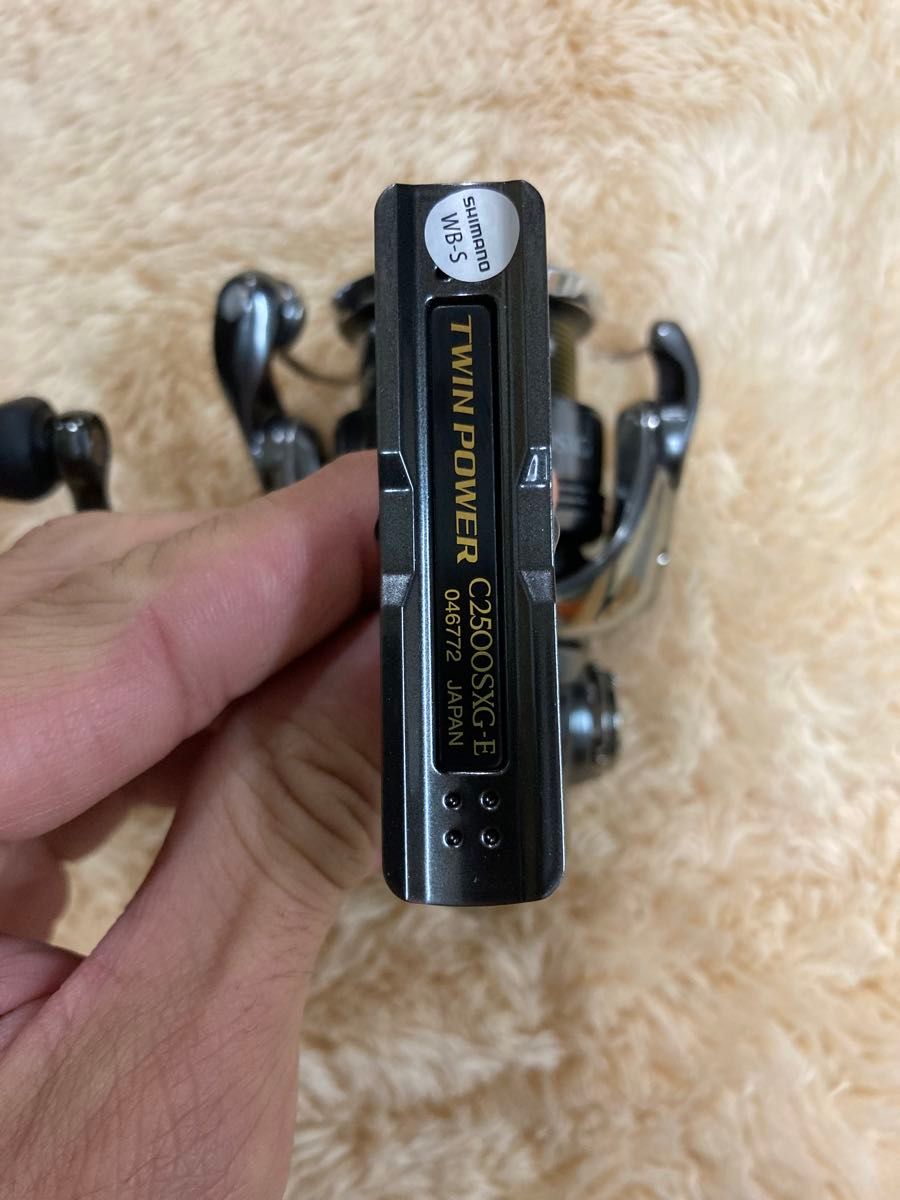 SHIMANO
WB-S
TWIN POWER C2500SXG-E
046772 JAPAN